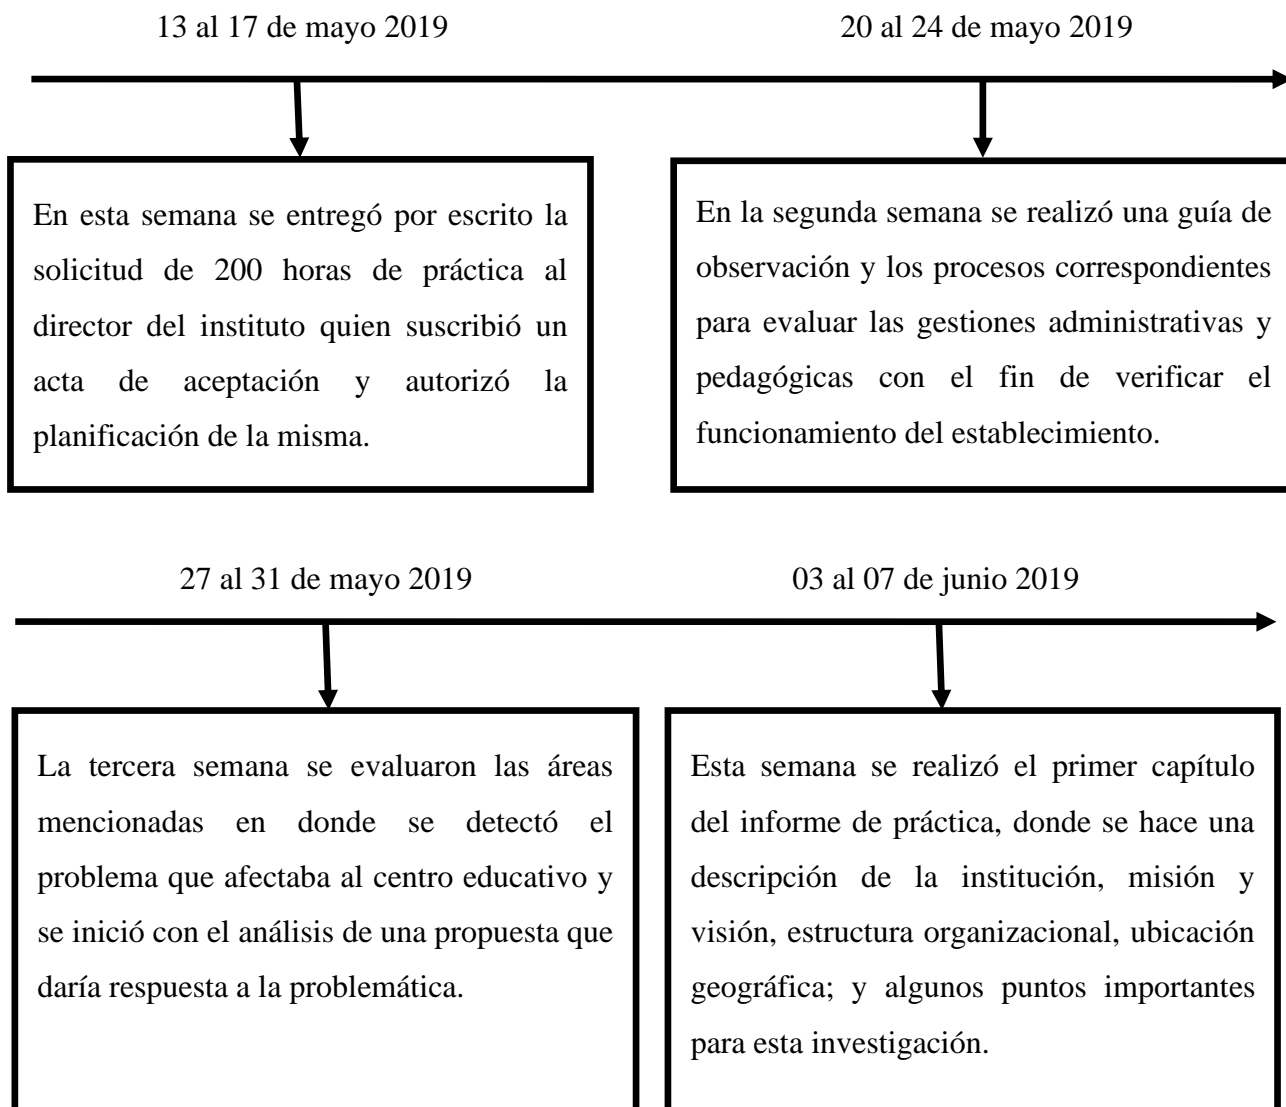 13 al 17 de mayo 2019
20 al 24 de mayo 2019
En esta semana se entregó por escrito la
solicitud de 200 horas de práctica al
director del instituto quien suscribió un
acta de aceptación y autorizó la
planificación de la misma.
En la segunda semana se realizó una guía de
observación y los procesos correspondientes
para evaluar las gestiones administrativas y
pedagógicas con el fin de verificar el
funcionamiento del establecimiento.
27 al 31 de mayo 2019
03 al 07 de junio 2019
La tercera semana se evaluaron las áreas
mencionadas en donde se detectó el
problema que afectaba al centro educativo y
se inició con el análisis de una propuesta que
daría respuesta a la problemática.
Esta semana se realizó el primer capítulo
del informe de práctica, donde se hace una
descripción de la institución, misión y
visión, estructura organizacional, ubicación
geográfica; y algunos puntos importantes
para esta investigación.